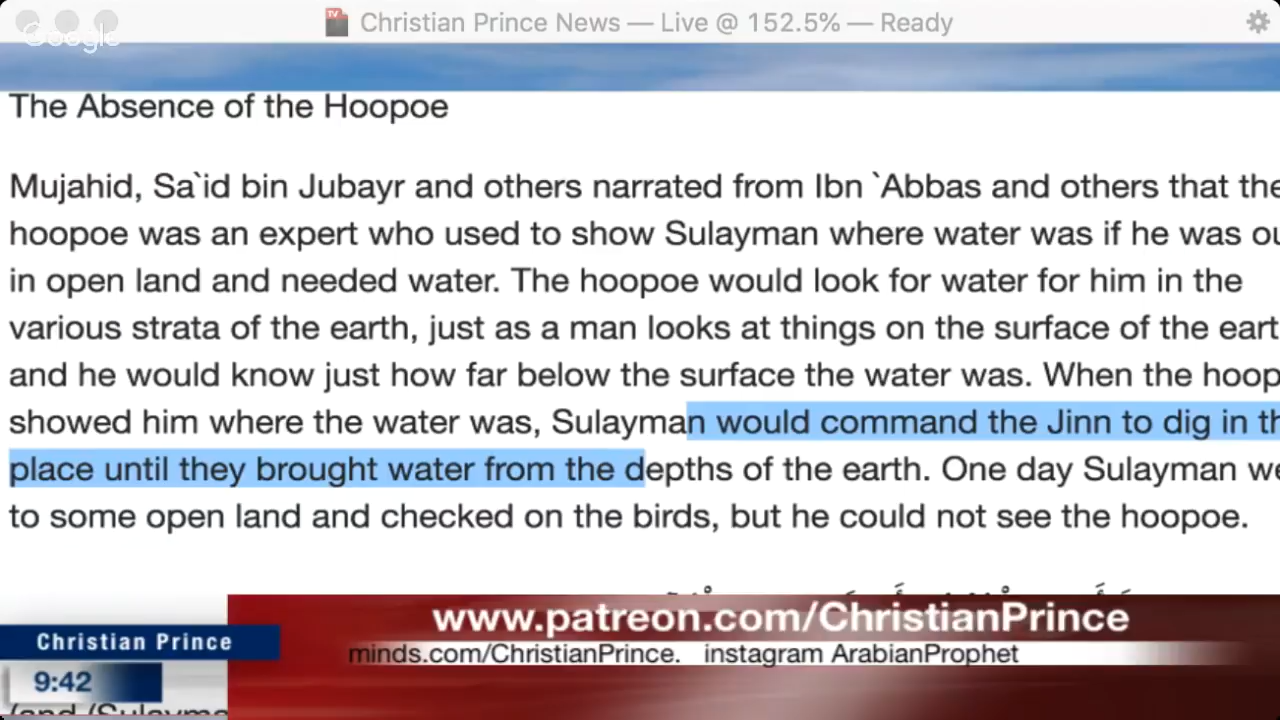 Christian Prince News — Live @ 152.5% — Ready
Google
The Absence of the Hoopoe
Mujahid, Sa`id bin Jubayr and others narrated from Ibn `Abbas and others that the
hoopoe was an expert who used to show Sulayman where water was if he was ou
in open land and needed water. The hoopoe would look for water for him in the
various strata of the earth, just as a man looks at things on the surface of the eart
and he would know just how far below the surface the water was. When the hoop
showed him where the water was, Sulayman would command the Jinn to dig in th
place until they brought water from the depths of the earth. One day Sulayman we
to some open land and checked on the birds, but he could not see the hoopoe.
www.patreon.com/ChristianPrince
Christian Prince
minds.com/ChristianPrince. instagram ArabianProphet
9:42